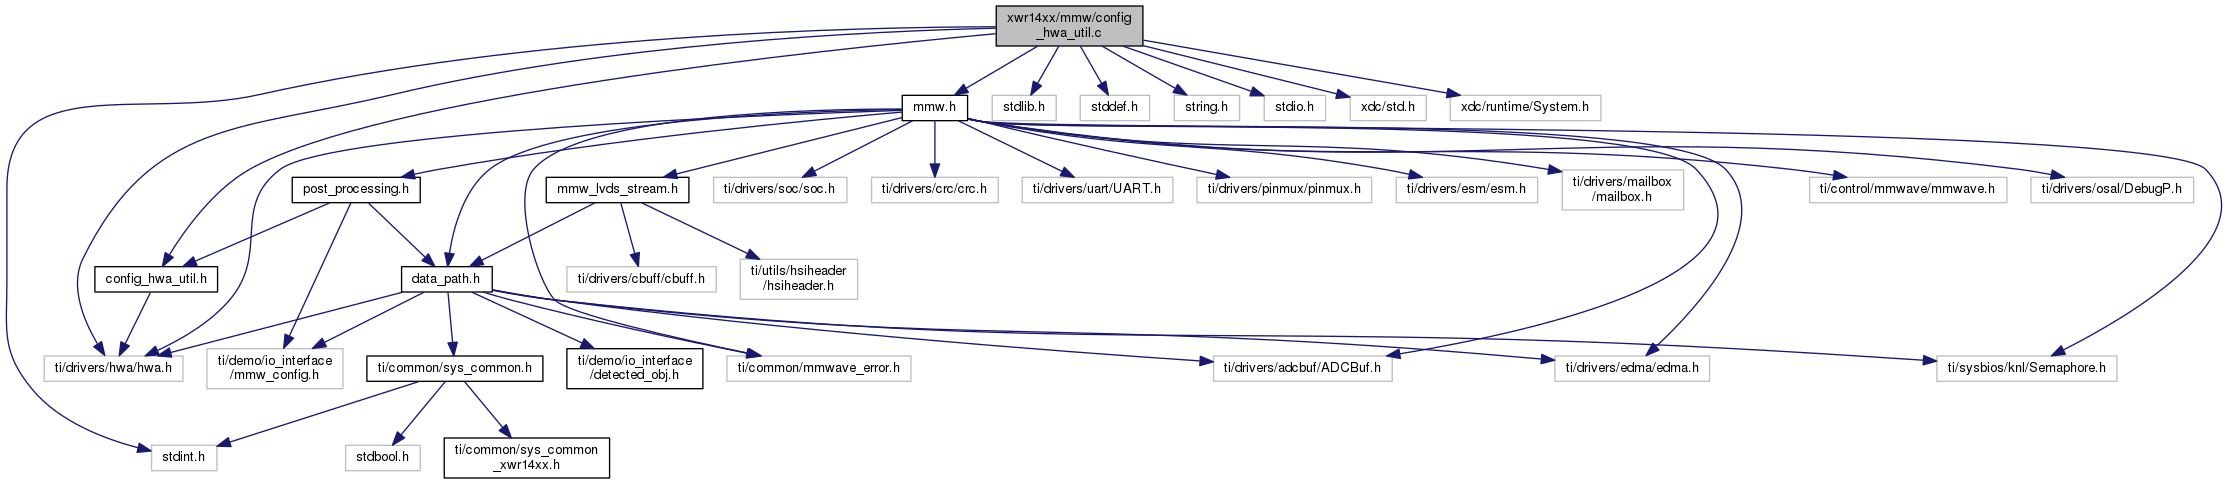 xwr14xx/mmw/config
_hwa_util.c
mmw.h
stdlib.h
stddef.h
string.h
stdio.h
xdc/std.h
xdc/runtime/System.h
post_processing.h
mmw_lvds_stream.h
ti/drivers/soc/soc.h
ti/drivers/crc/crc.h
ti/drivers/uart/UART.h
ti/drivers/pinmux/pinmux.h
ti/drivers/esm/esm.h
ti/drivers/mailbox
/mailbox.h
ti/control/mmwave/mmwave.h
ti/drivers/osal/DebugP.h
config_hwa_util.h
data_path.h
ti/drivers/cbuff/cbuff.h
ti/utils/hsiheader
/hsiheader.h
ti/drivers/hwa/hwa.h
ti/demo/io_interface
/mmw_config.h
ti/common/sys_common.h
ti/demo/io_interface
/detected_obj.h
ti/common/mmwave_error.h
ti/drivers/adcbuf/ADCBuf.h
ti/drivers/edma/edma.h
ti/sysbios/knl/Semaphore.h
stdint.h
stdbool.h
ti/common/sys_common
_xwr14xx.h